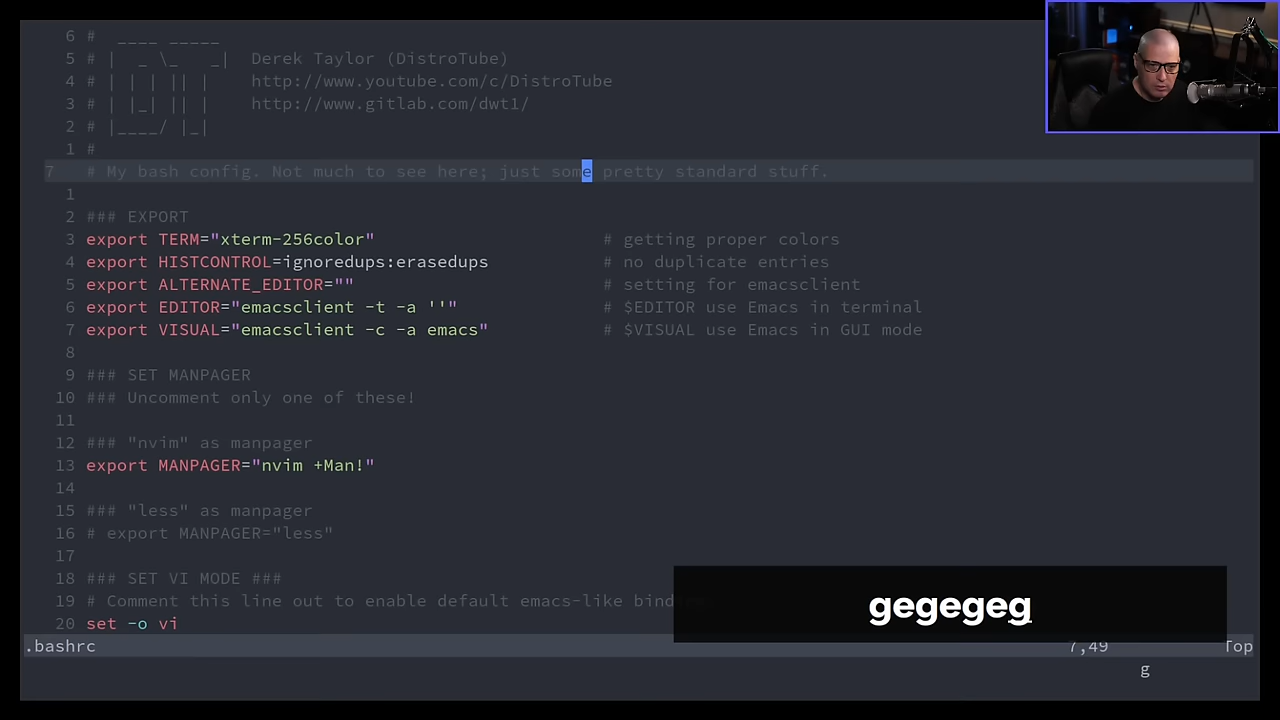 6 #  ____ _____
5 # |  _ \_   _|  Derek Taylor (DistroTube)
4 # | | | || |    http://www.youtube.com/c/DistroTube
3 # | |_| || |    http://www.gitlab.com/dwt1/
2 # |____/ |_|
1 #
7 # My bash config. Not much to see here; just some pretty standard stuff.
1
2 ### EXPORT
3 export TERM="xterm-256color" # getting proper colors
4 export HISTCONTROL=ignoredups:erasedups # no duplicate entries
5 export ALTERNATE_EDITOR="" # setting for emacsclient
6 export EDITOR="emacsclient -t -a ''" # $EDITOR use Emacs in terminal
7 export VISUAL="emacsclient -c -a emacs" # $VISUAL use Emacs in GUI mode
8
9 ### SET MANPAGER
10 ### Uncomment only one of these!
11
12 ### "nvim" as manpager
13 export MANPAGER="nvim +Man!"
14
15 ### "less" as manpager
16 # export MANPAGER="less"
17
18 ### SET VI MODE ###
19 # Comment this line out to enable default emacs-like
20 set -o vi
gegegeg
.bashrc 7,49 Top
g